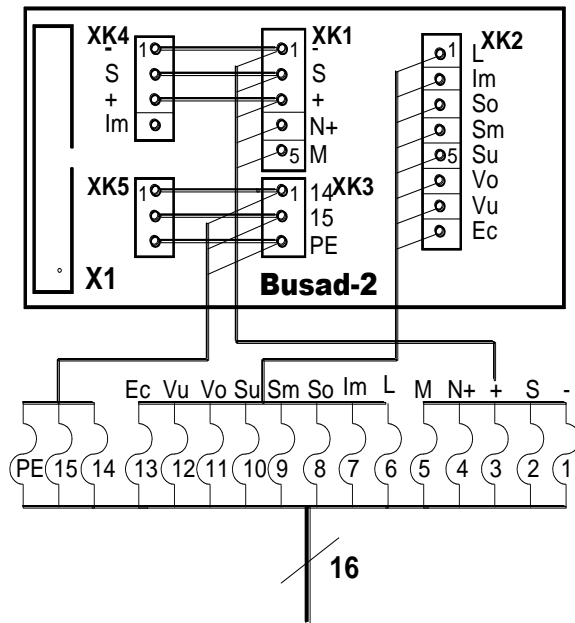 XK4 XK1 XK2
- 1 1 - 1 L
S S Im
+ + So
Im N+ Sm
5 M 5 Su
XK5 XK3 Vo
1 1 14 Vu
15 Ec
PE
X1
Busad-2
Ec Vu Vo Su Sm So Im L M N+ + S -
PE 15 14 13 12 11 10 9 8 7 6 5 4 3 2 1
16